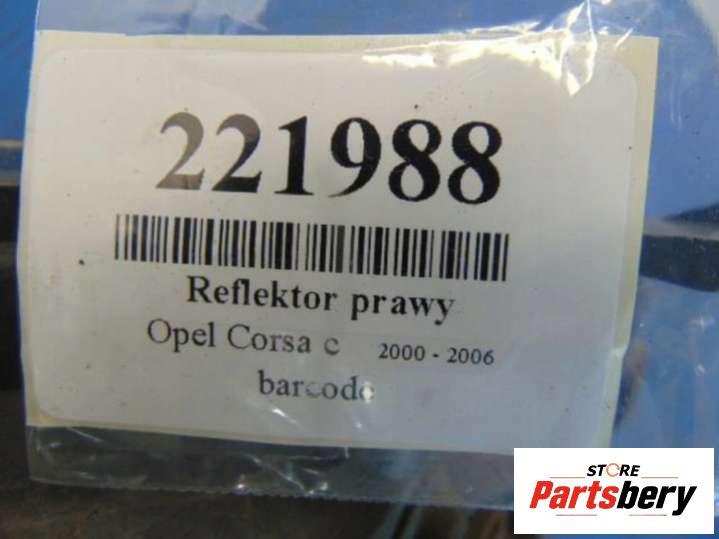 221988
Reflektor prawy
Opel Corsa c 2000 - 2006
barcode
STORE
Partsbery